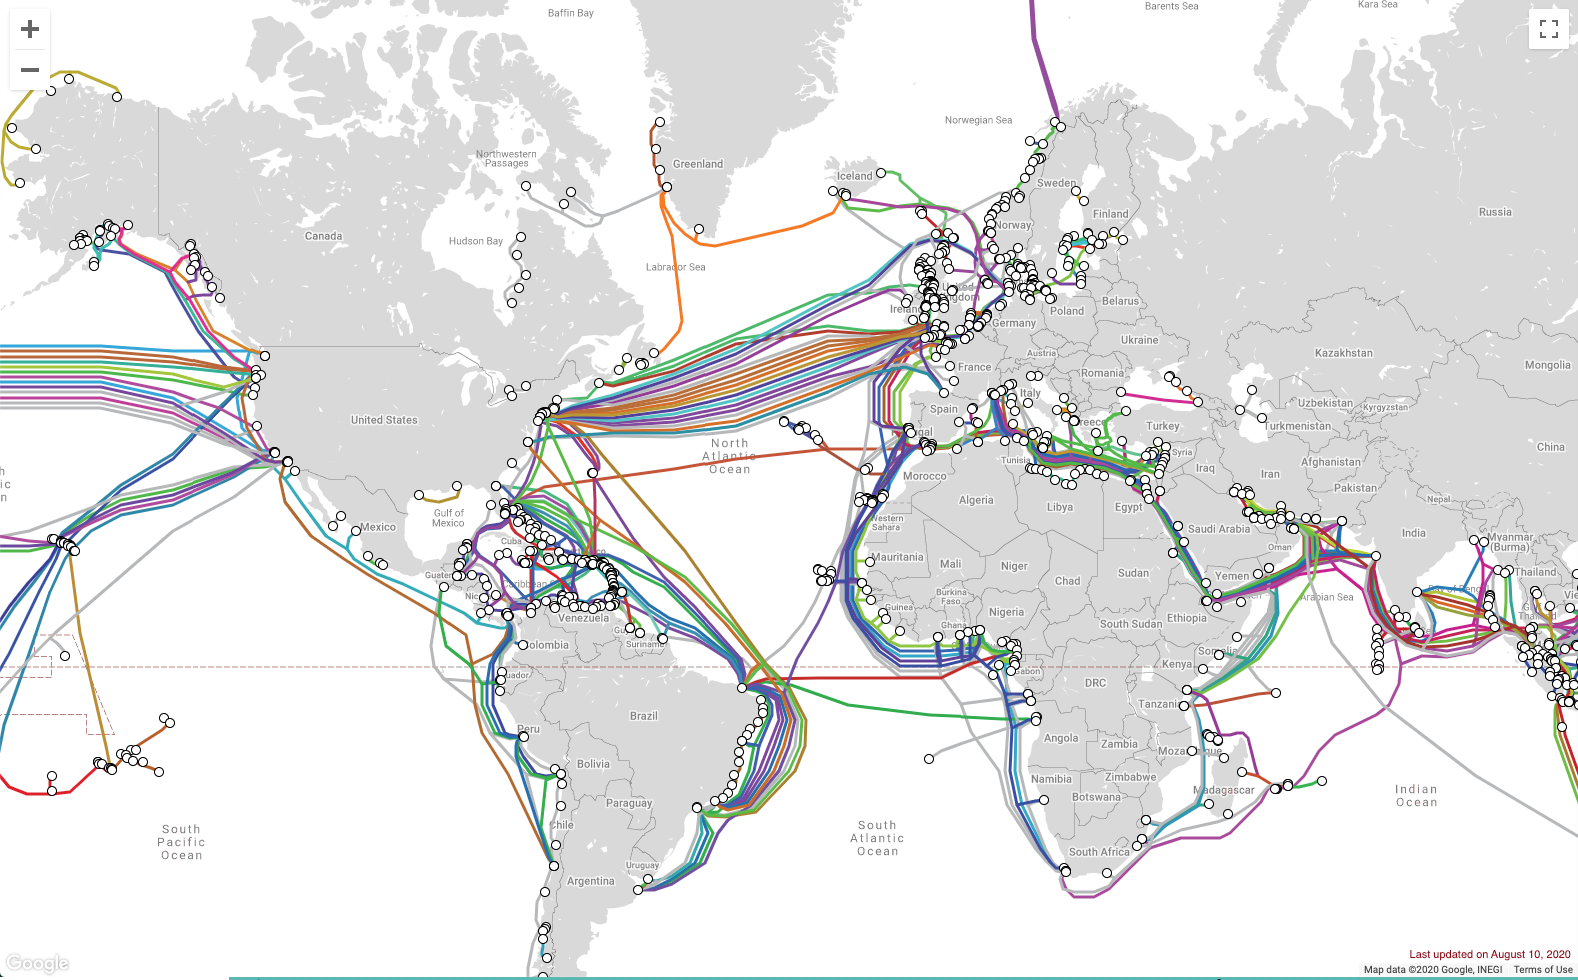 Baffin Bay
Barents Sea
Kara Sea
Norwegian Sea
Northwestern
Passages
Greenland
Iceland
Sweden
Finland
Russia
Norway
Canada
Hudson Bay
Labrador Sea
United
Kingdom
Ireland
Belarus
Poland
Germany
Ukraine
Austria
Kazakhstan
Mongolia
France
Romania
Italy
Uzbekistan
Kyrgyzstan
Spain
United States
Turkey
Turkmenistan
North
Atlantic
Ocean
Syria
China
Tunisia
Morocco
Iraq
Iran
Afghanistan
Pakistan
Nepal
Algeria
Libya
Egypt
Gulf of
Mexico
Western
Sahara
Saudi Arabia
India
Mexico
Cuba
Oman
Myanmar
(Burma)
Mauritania
Mali
Niger
Chad
Sudan
Yemen
Thailand
Caribbean
Arabian Sea
Burkina
Faso
Guinea
Nigeria
Ghana
Ethiopia
South Sudan
Venezuela
Colombia
Suriname
Somalia
Kenya
Gabon
DRC
Tanzania
Brazil
Peru
Angola
Zambia
Mozambique
Bolivia
Namibia
Zimbabwe
Botswana
Madagascar
Paraguay
Indian
Ocean
Chile
South
Pacific
Ocean
South
Atlantic
Ocean
South Africa
Uruguay
Argentina
Last updated on August 10, 2020
Google
Map data ©2020 Google, INEGI
Terms of Use